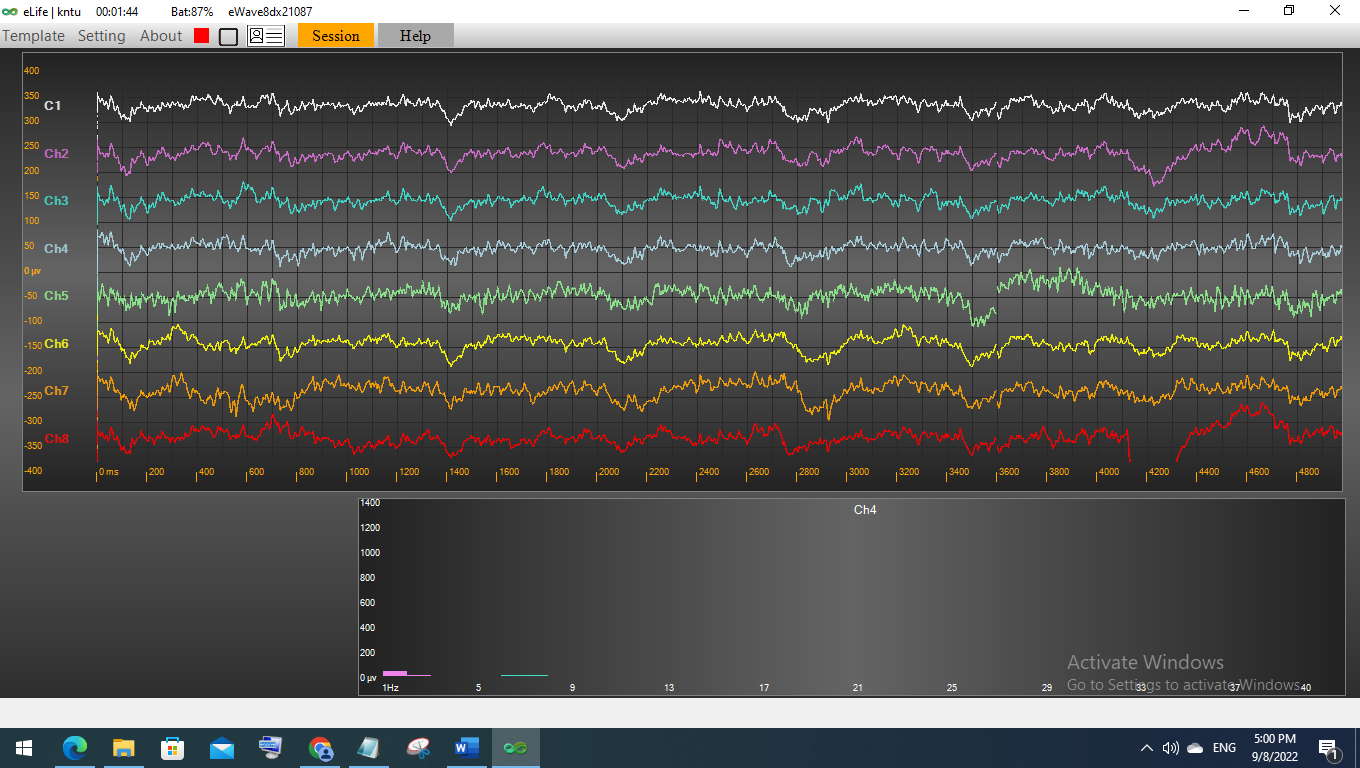 eLife | kntu 00:01:44 Bat:87% eWave8dx21087
Template Setting About Session Help
400
350
C1
300
250
Ch2
200
150
Ch3
100
50
Ch4
0 µv
-50
Ch5
-100
-150
Ch6
-200
-250
Ch7
-300
-350
Ch8
-400
0 ms 200 400 600 800 1000 1200 1400 1600 1800 2000 2200 2400 2600 2800 3000 3200 3400 3600 3800 4000 4200 4400 4600 4800
Ch4
1400
1200
1000
800
600
400
200
0 µv
1Hz 5 9 13 17 21 25 29 33 37 40
Activate Windows
Go to Settings to activate Windows.
ENG
5:00 PM
9/8/2022
1